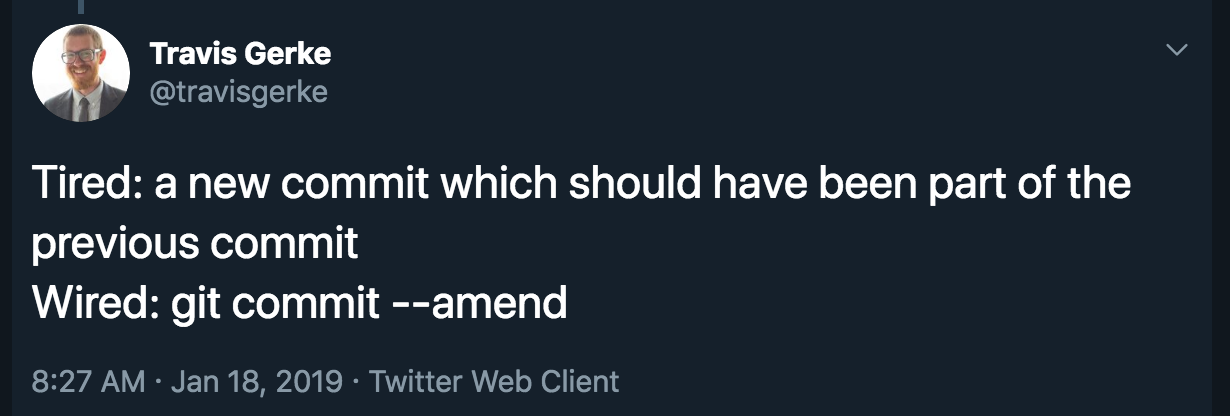 Travis Gerke
@travisgerke
Tired: a new commit which should have been part of the
previous commit
Wired: git commit --amend
8:27 AM · Jan 18, 2019 · Twitter Web Client